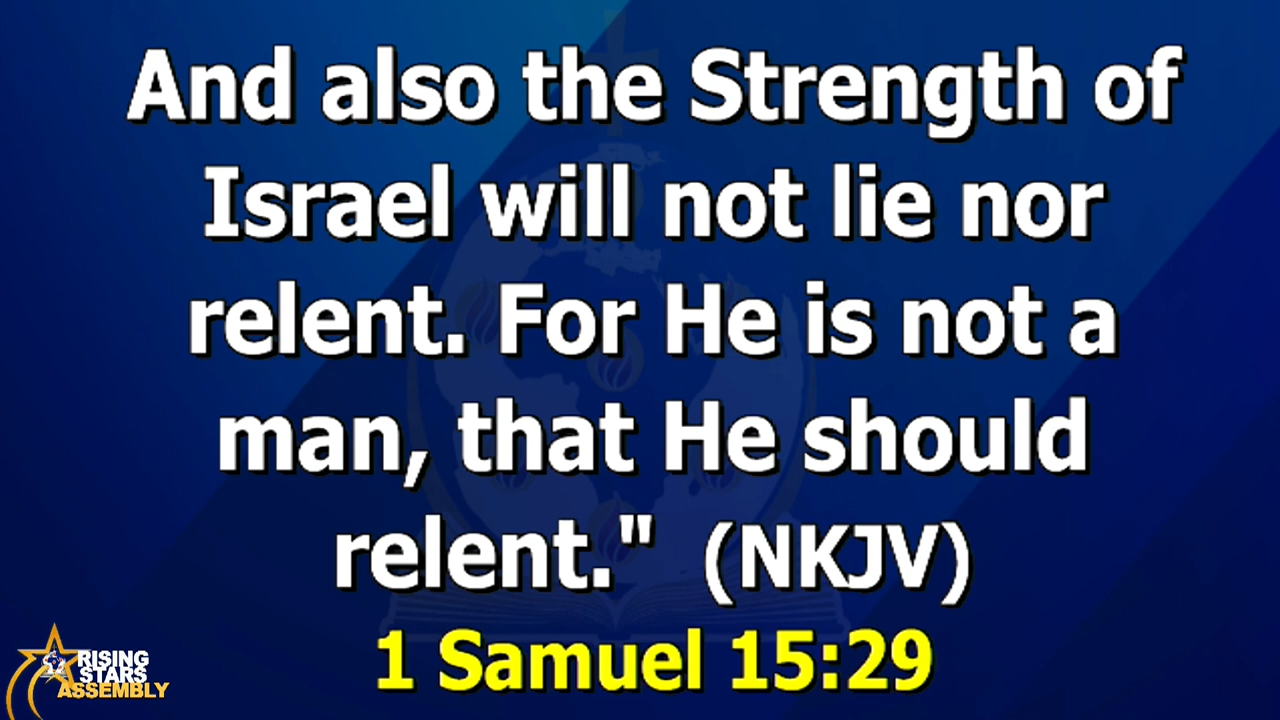 And also the Strength of
Israel will not lie nor
relent. For He is not a
man, that He should
relent." (NKJV)
1 Samuel 15:29
RISING
STARS
ASSEMBLY